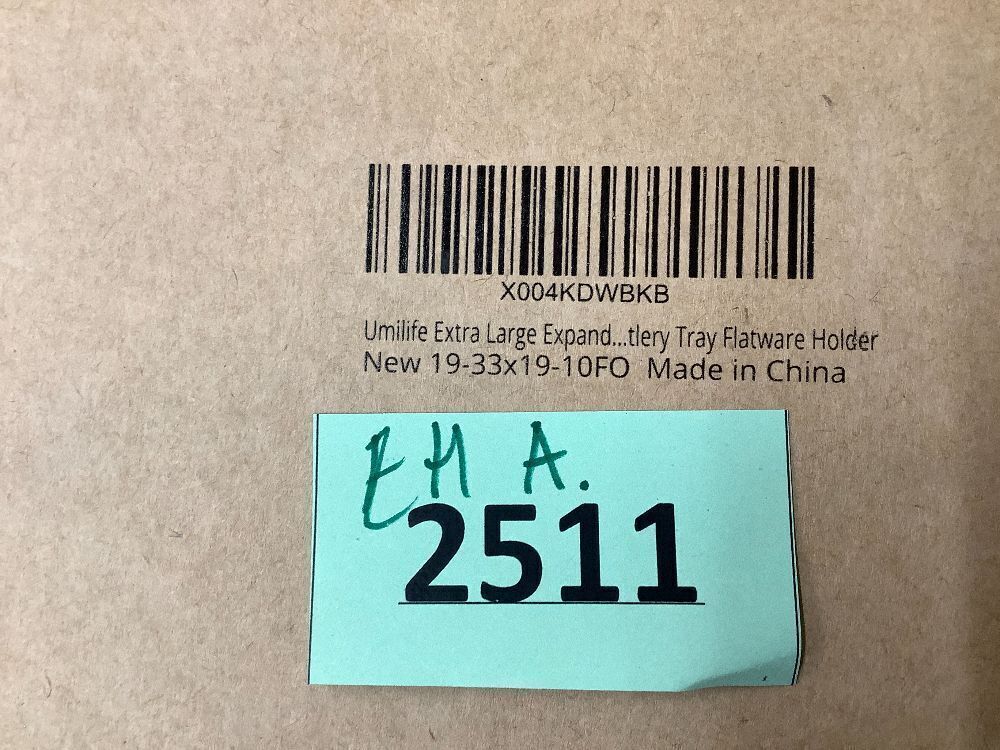 X004KDWBKB
Umilife Extra Large Expand...tlery Tray Flatware Holder
New 19-33x19-10FO Made in China
EH A.
2511